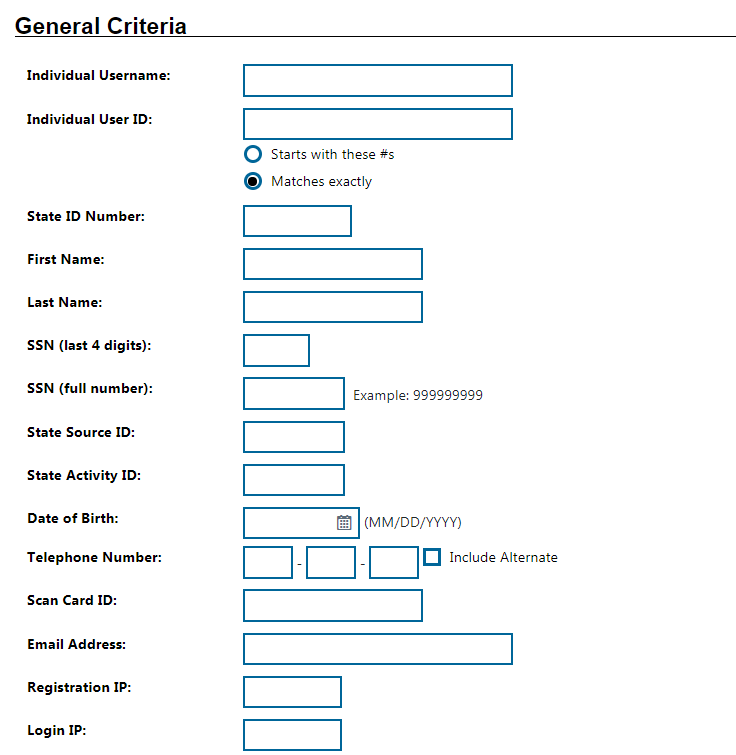 General Criteria
Individual Username:
Individual User ID:
Starts with these #s
Matches exactly
State ID Number:
First Name:
Last Name:
SSN (last 4 digits):
SSN (full number):
Example: 999999999
State Source ID:
State Activity ID:
Date of Birth:
(MM/DD/YYYY)
Telephone Number:
- -
Include Alternate
Scan Card ID:
Email Address:
Registration IP:
Login IP: